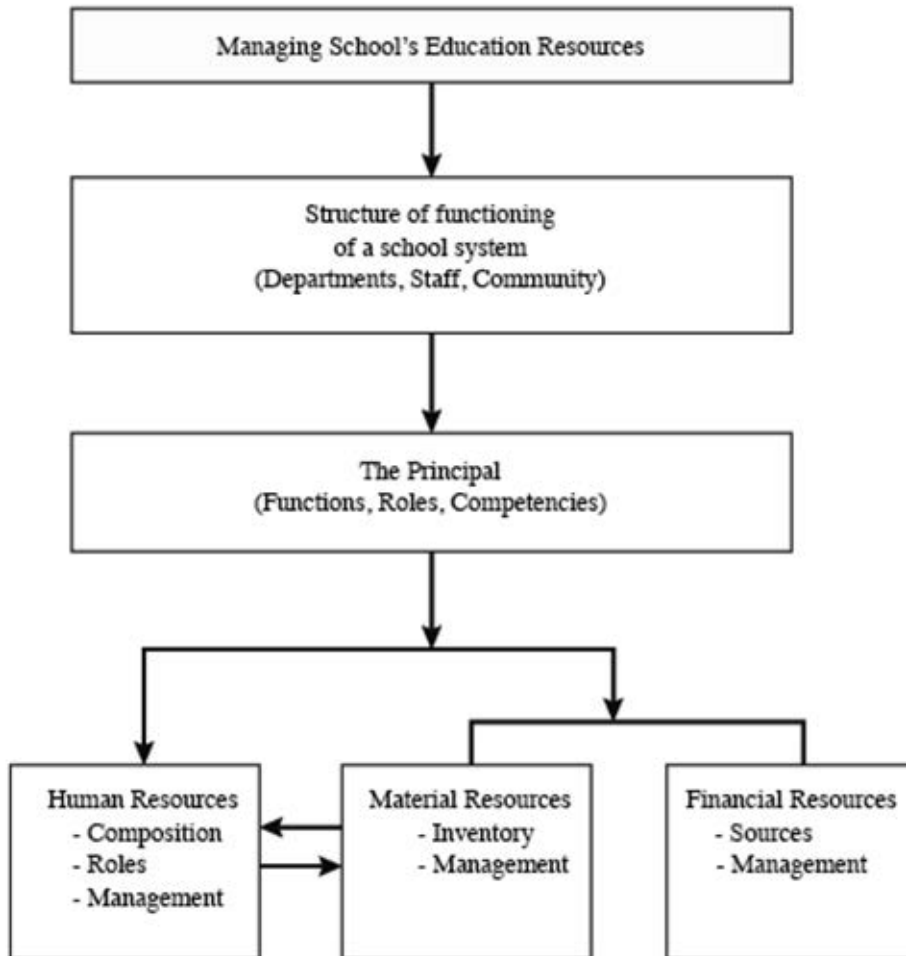 Managing School’s Education Resources
Structure of functioning
of a school system
(Departments, Staff, Community)
The Principal
(Functions, Roles, Competencies)
Human Resources
- Composition
- Roles
- Management
Material Resources
- Inventory
- Management
Financial Resources
- Sources
- Management